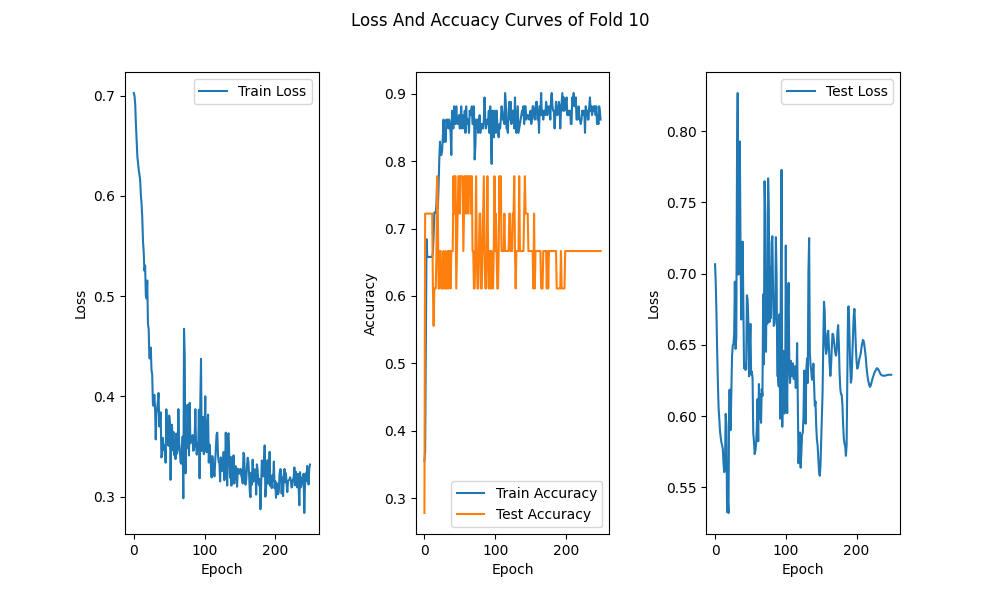 Loss And Accuacy Curves of Fold 10
Train Loss
0.7
0.6
0.5
0.4
0.3
Loss
0
100
200
Epoch
0.9
0.8
0.7
0.6
0.5
0.4
0.3
Accuracy
Train Accuracy
Test Accuracy
0
100
200
Epoch
Test Loss
0.80
0.75
0.70
0.65
0.60
0.55
Loss
0
100
200
Epoch